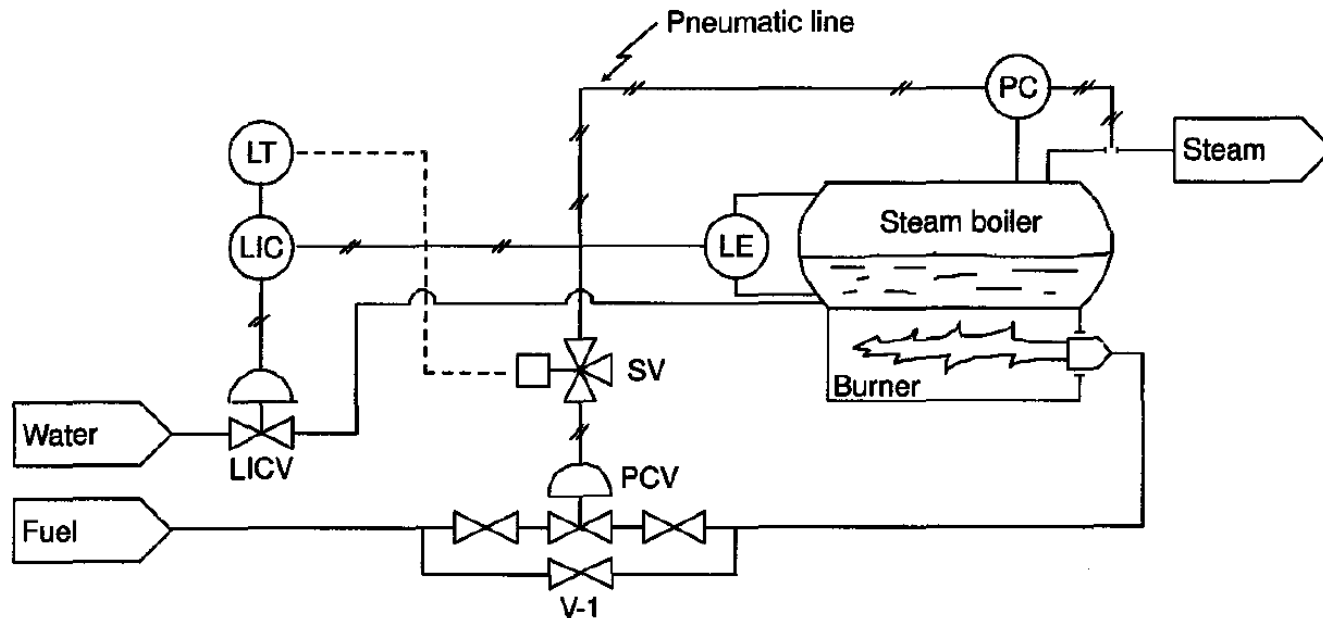 Pneumatic line
PC
LT
Steam
LIC
LE
Steam boiler
SV
Burner
Water
LICV
PCV
Fuel
V-1